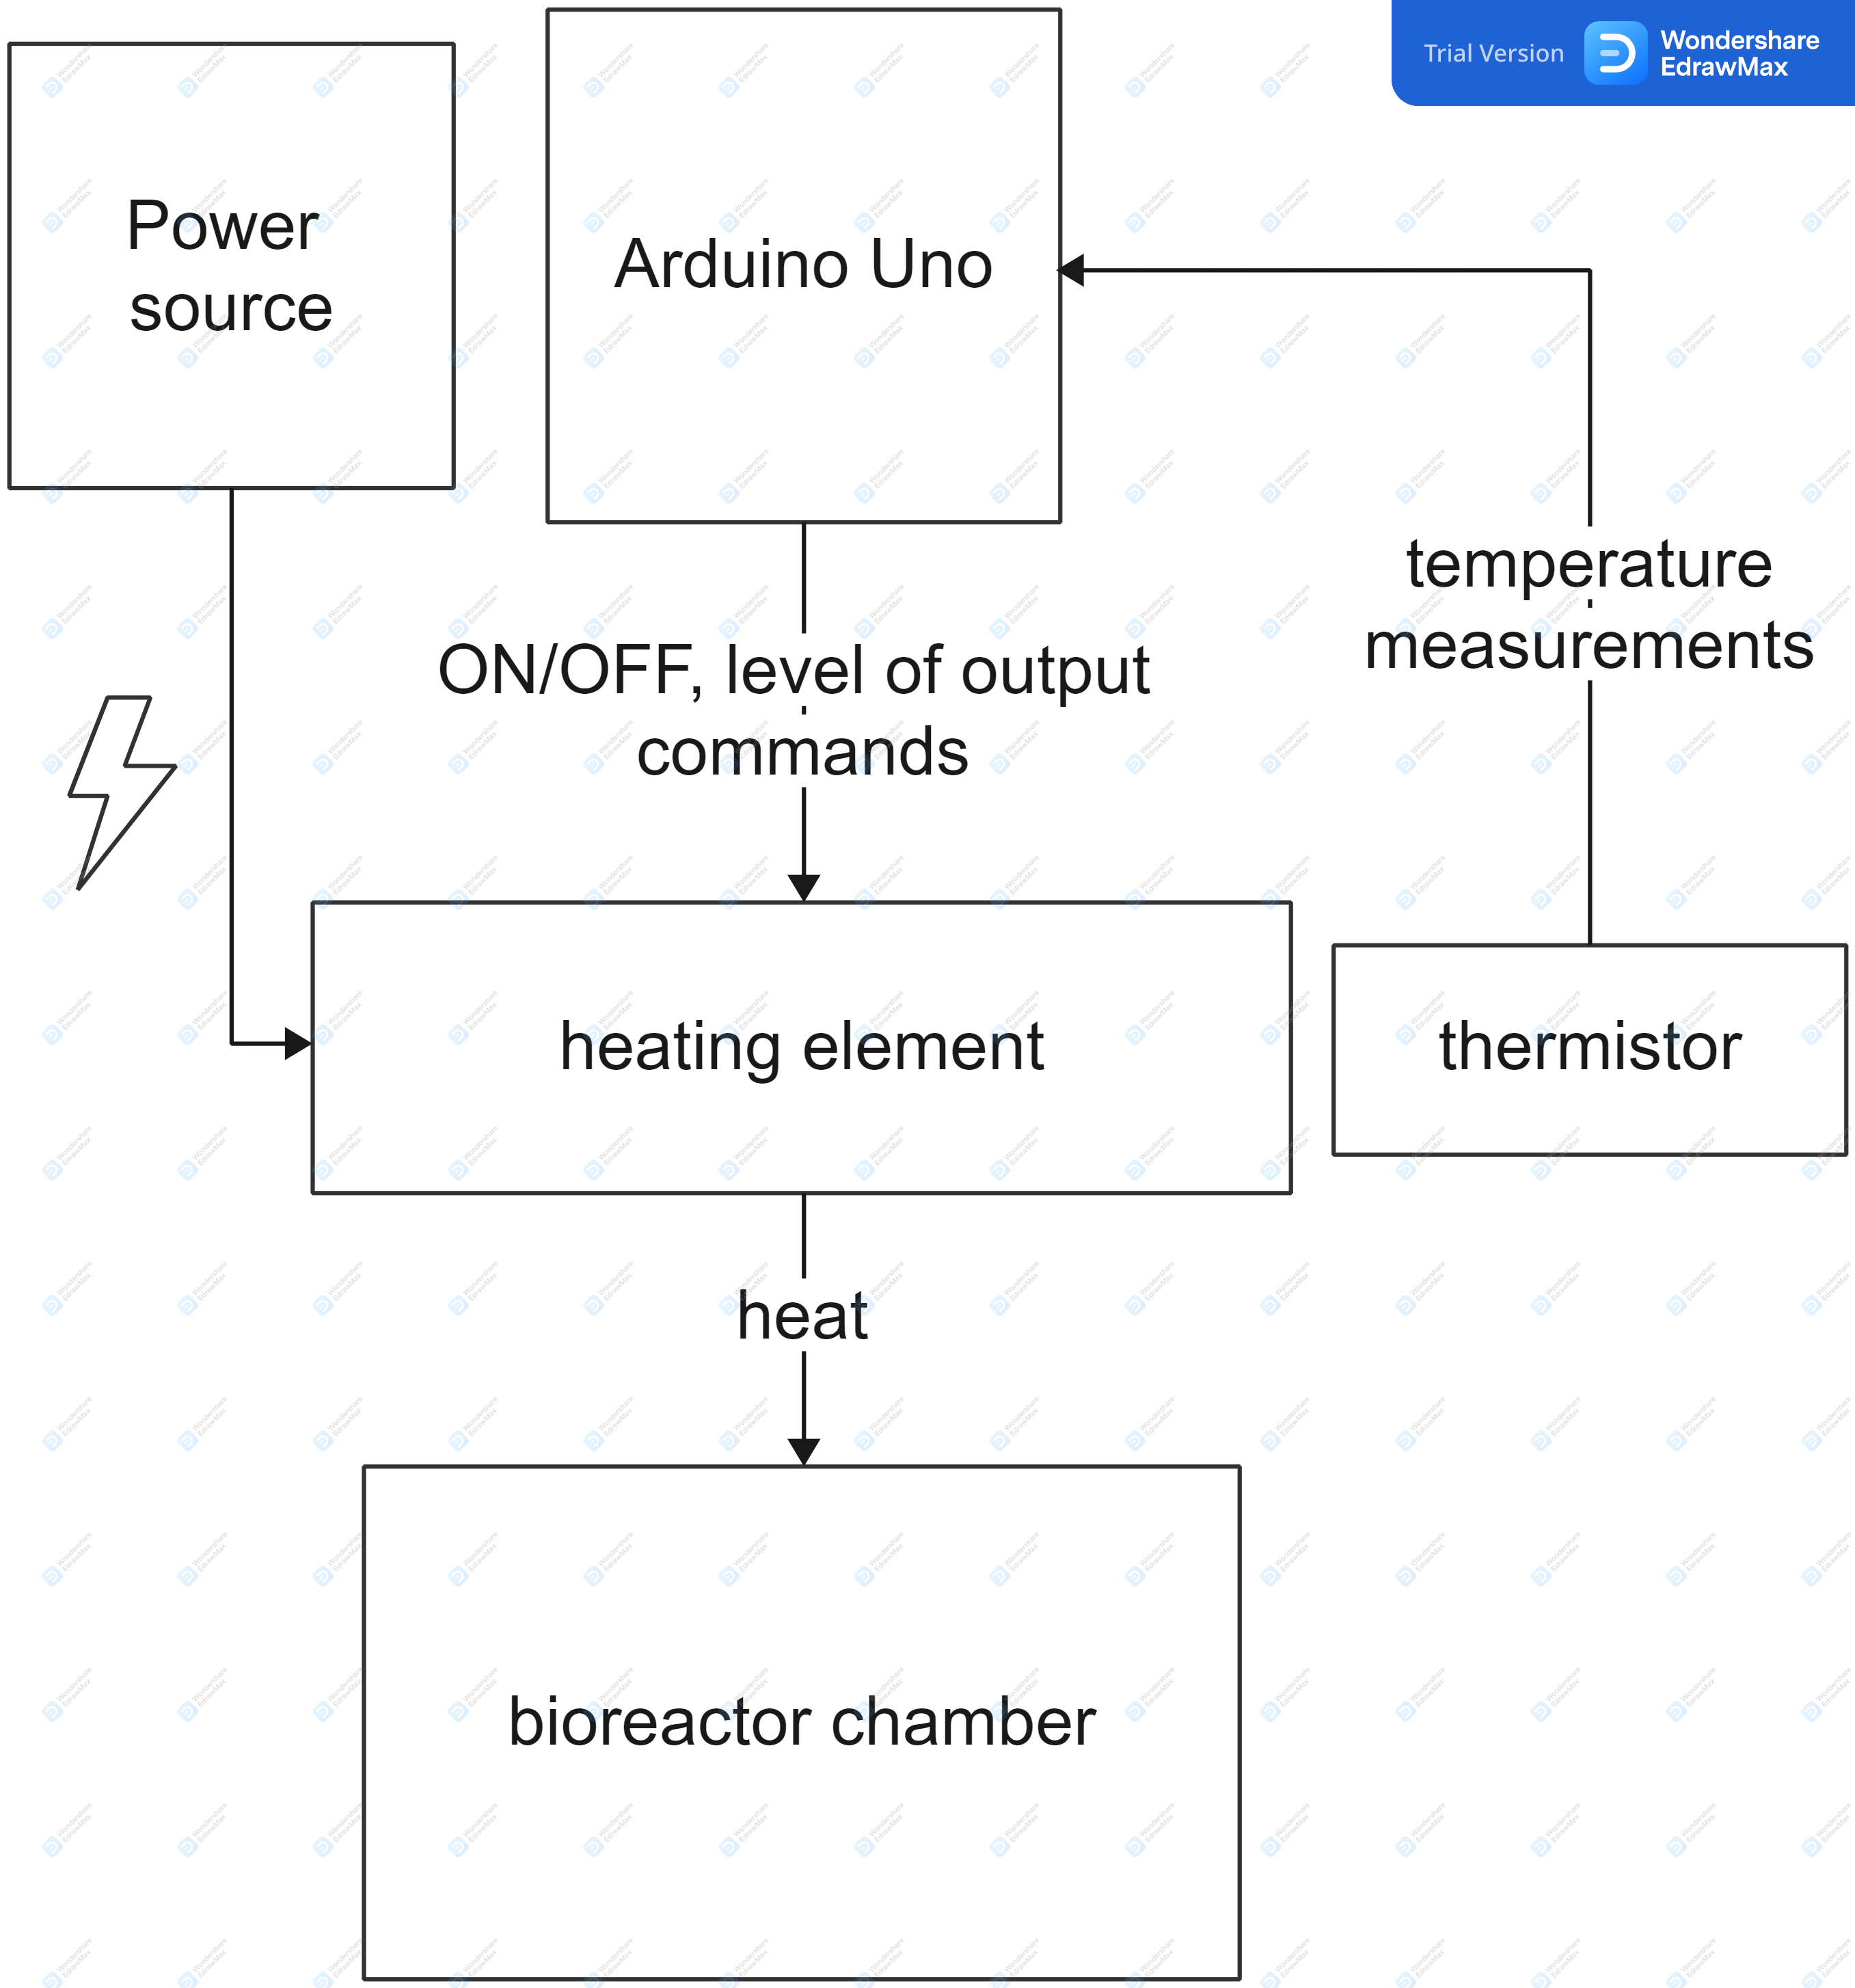 Trial Version
Wondershare
EdrawMax
Power
source
Arduino Uno
temperature
measurements
ON/OFF, level of output
commands
heating element
thermistor
heat
bioreactor chamber